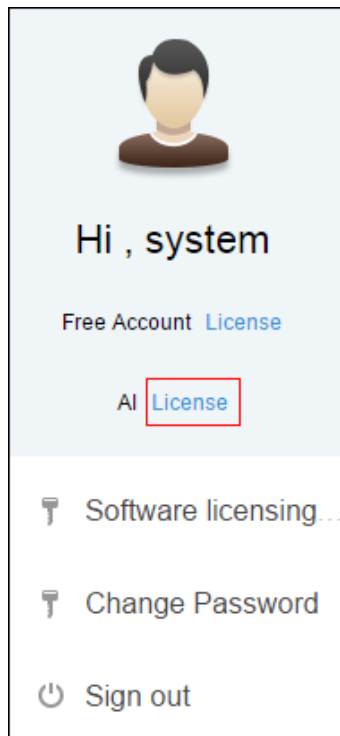 Hi , system
Free Account License
AI License
Software licensing...
Change Password
Sign out